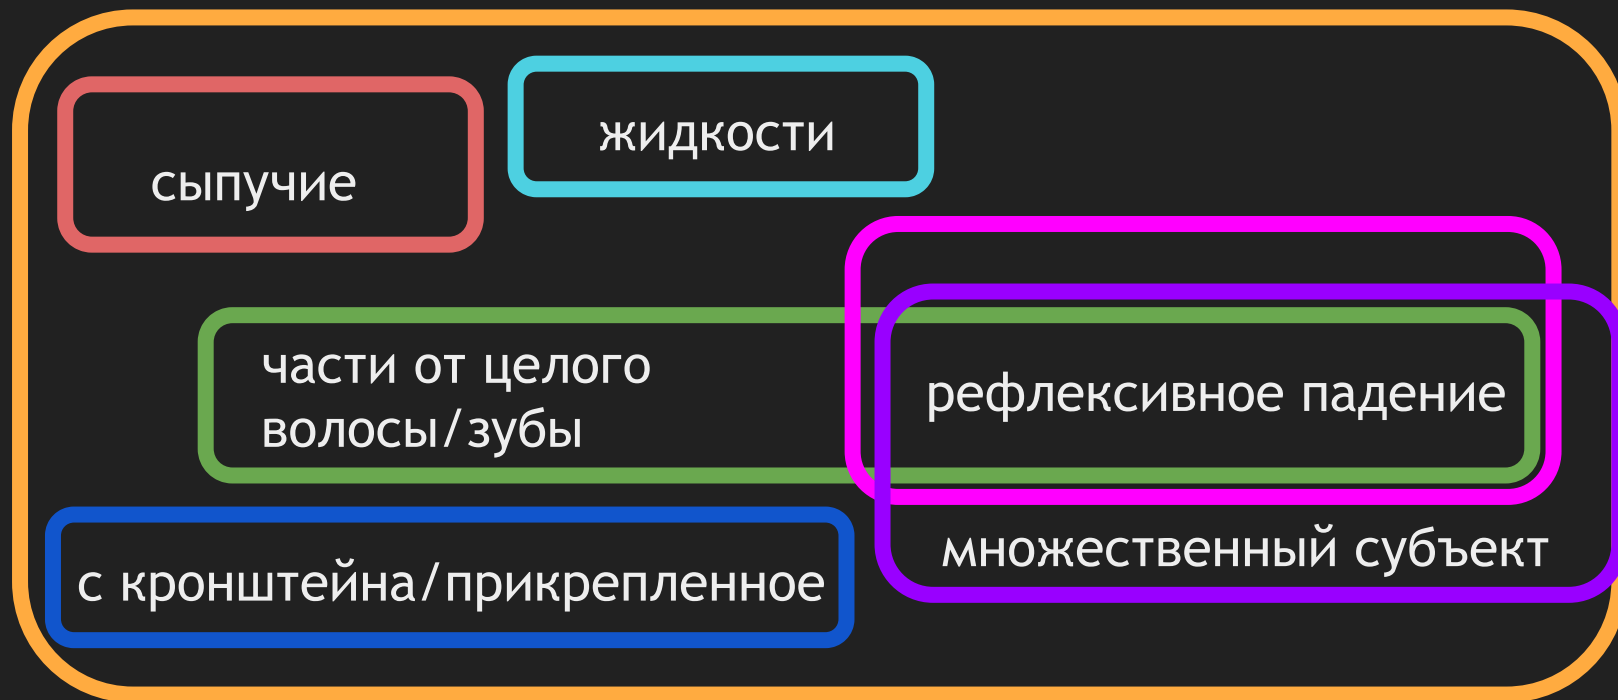 жидкости
сыпучие
части от целого
волосы/зубы
рефлексивное падение
множественный субъект
с кронштейна/прикрепленное